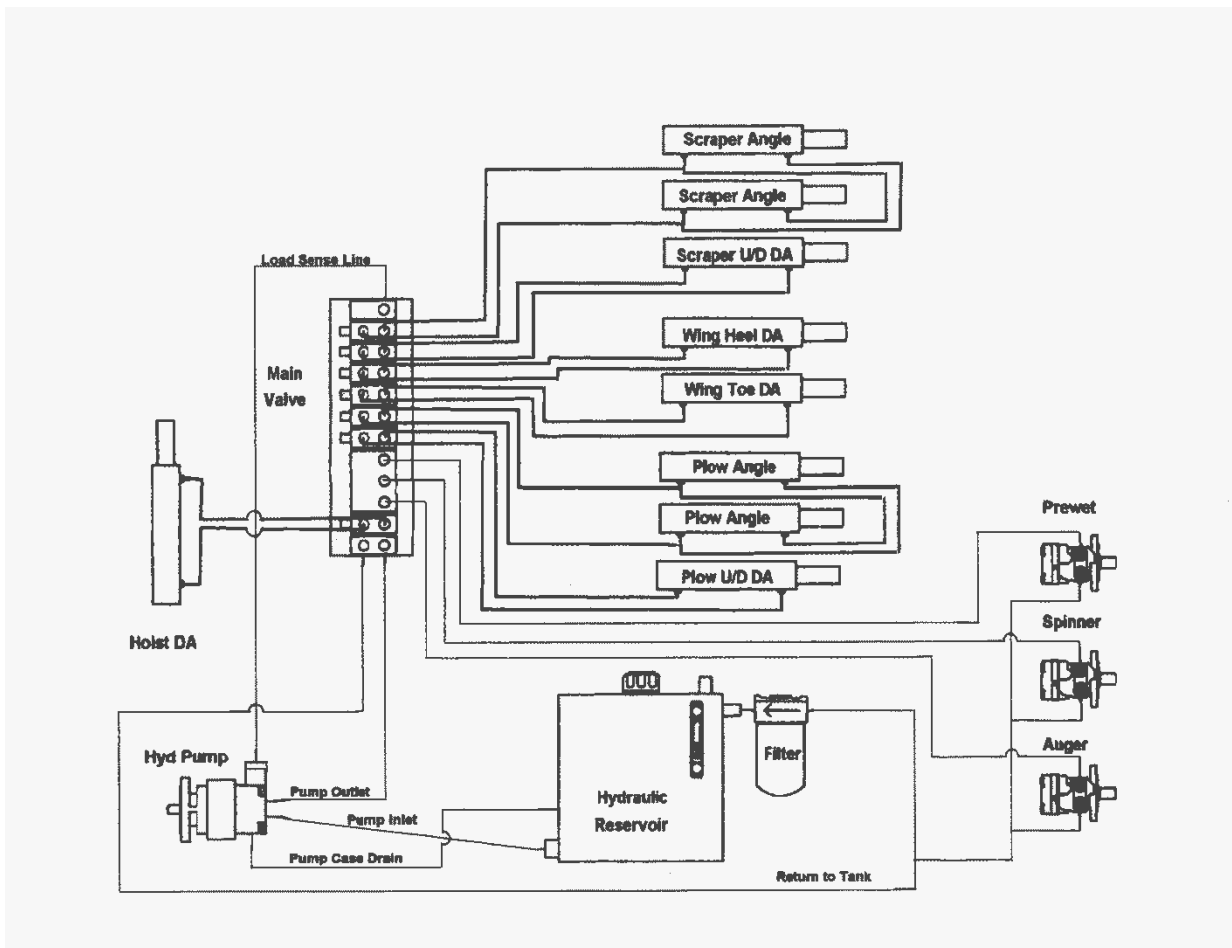 Scraper Angle
Scraper Angle
Scraper U/D DA
Load Sense Line
Wing Heel DA
Main
Valve
Wing Toe DA
Plow Angle
Plow Angle
Prewet
Plow U/D DA
Hoist DA
Spinner
Hyd Pump
Filter
Auger
Pump Outlet
Hydraulic
Reservoir
Pump Inlet
Pump Case Drain
Return to Tank